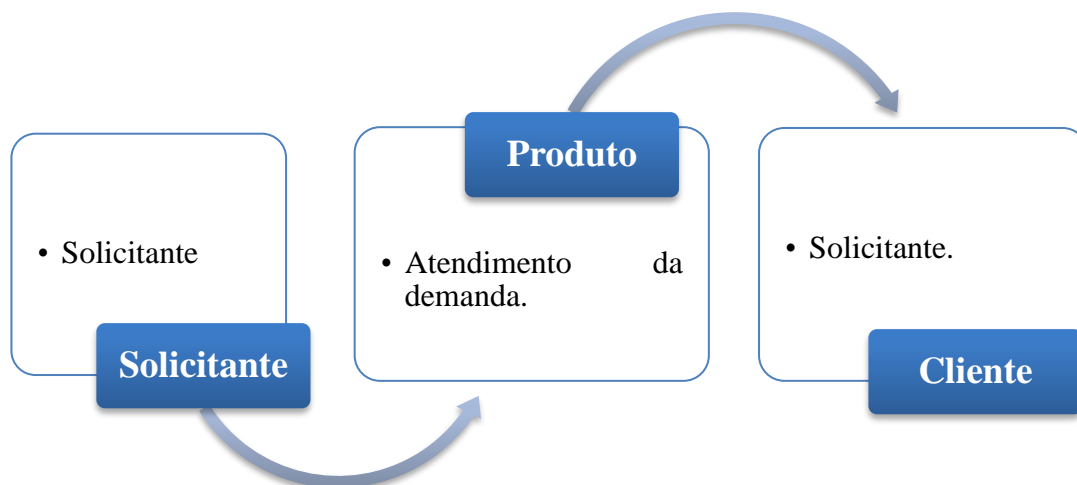 • Solicitante
Solicitante
Produto
• Atendimento da
demanda.
• Solicitante.
Cliente